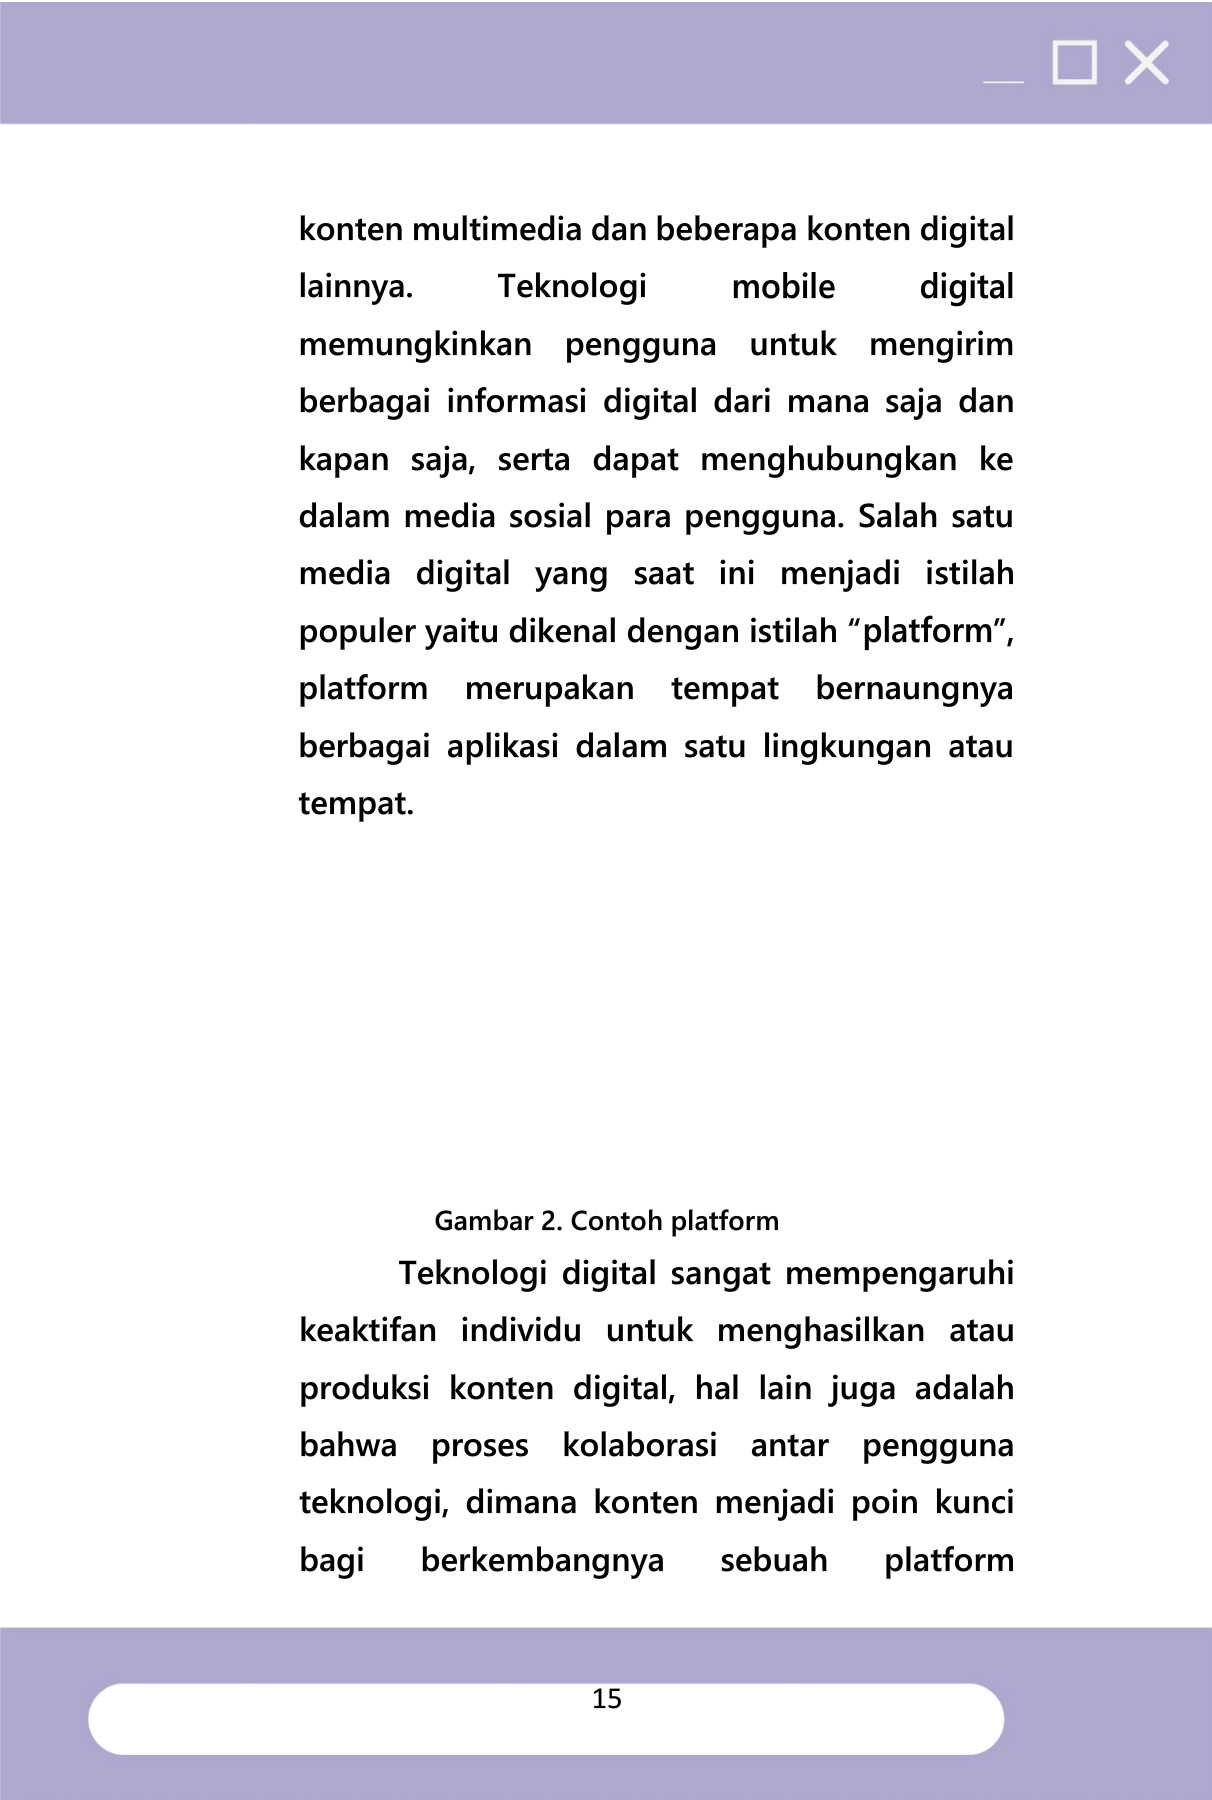 konten multimedia dan beberapa konten digital
lainnya. Teknologi mobile digital
memungkinkan pengguna untuk mengirim
berbagai informasi digital dari mana saja dan
kapan saja, serta dapat menghubungkan ke
dalam media sosial para pengguna. Salah satu
media digital yang saat ini menjadi istilah
populer yaitu dikenal dengan istilah “platform”,
platform merupakan tempat bernaungnya
berbagai aplikasi dalam satu lingkungan atau
tempat.
Gambar 2. Contoh platform
Teknologi digital sangat mempengaruhi
keaktifan individu untuk menghasilkan atau
produksi konten digital, hal lain juga adalah
bahwa proses kolaborasi antar pengguna
teknologi, dimana konten menjadi poin kunci
bagi berkembangnya sebuah platform
15